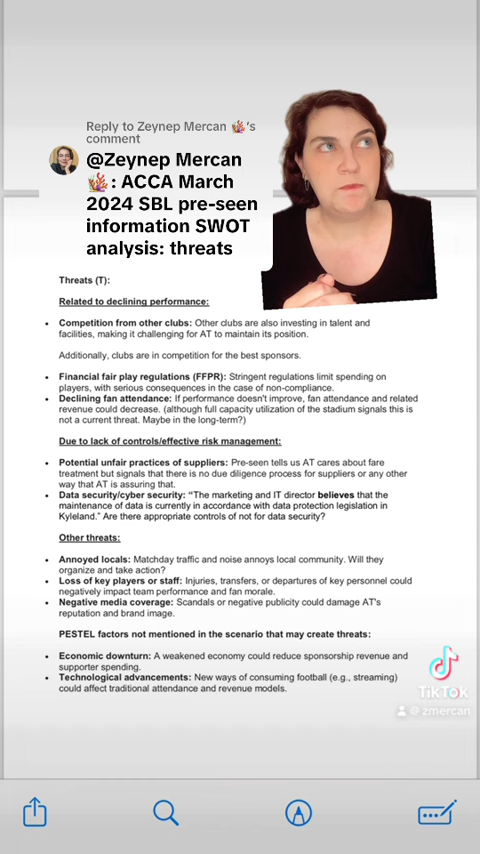 Reply to Zeynep Mercan 🪸's
comment
@Zeynep Mercan
🪸: ACCA March
2024 SBL pre-seen
information SWOT
analysis: threats
Threats (T):
Related to declining performance:
• Competition from other clubs: Other clubs are also investing in talent and
facilities, making it challenging for AT to maintain its position.
Additionally, clubs are in competition for the best sponsors.
• Financial fair play regulations (FFPR): Stringent regulations limit spending on
players, with serious consequences in the case of non-compliance.
• Declining fan attendance: If performance doesn't improve, fan attendance and related
revenue could decrease. (although full capacity utilization of the stadium signals this is
not a current threat. Maybe in the long-term?)
Due to lack of controls/effective risk management:
• Potential unfair practices of suppliers: Pre-seen tells us AT cares about fare
treatment but signals that there is no due diligence process for suppliers or any other
way that AT is assuring that.
• Data security/cyber security: “The marketing and IT director believes that the
maintenance of data is currently in accordance with data protection legislation in
Kyleland.” Are there appropriate controls of not for data security?
Other threats:
• Annoyed locals: Matchday traffic and noise annoys local community. Will they
organize and take action?
• Loss of key players or staff: Injuries, transfers, or departures of key personnel could
negatively impact team performance and fan morale.
• Negative media coverage: Scandals or negative publicity could damage AT's
reputation and brand image.
PESTEL factors not mentioned in the scenario that may create threats:
• Economic downturn: A weakened economy could reduce sponsorship revenue and
supporter spending.
• Technological advancements: New ways of consuming football (e.g., streaming)
could affect traditional attendance and revenue models.
TikTok
@zmercan